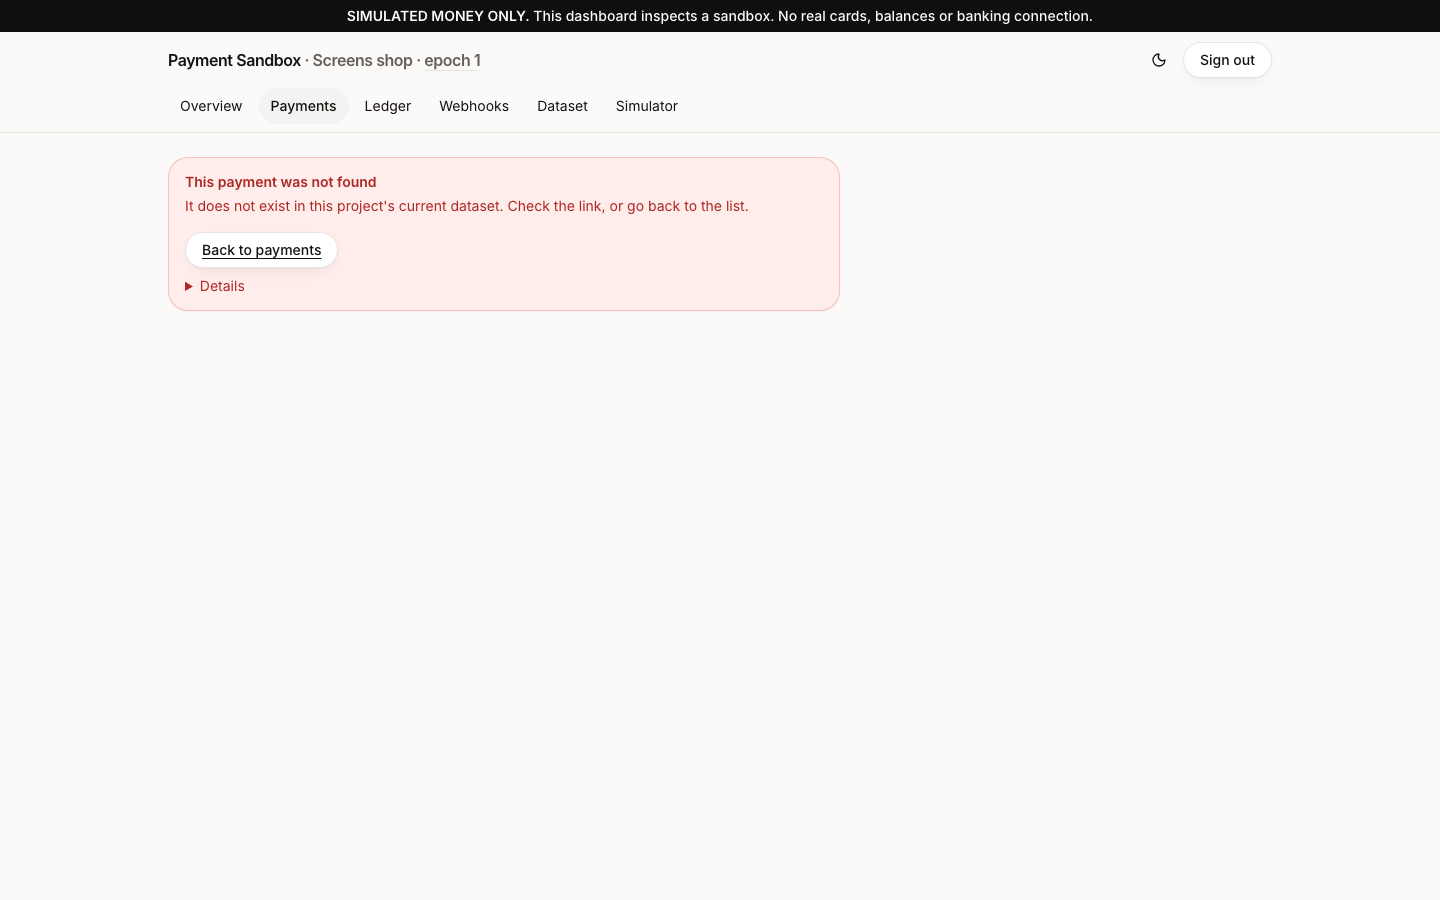 SIMULATED MONEY ONLY. This dashboard inspects a sandbox. No real cards, balances or banking connection.
Payment Sandbox · Screens shop · epoch 1
Sign out
Overview Payments Ledger Webhooks Dataset Simulator
This payment was not found
It does not exist in this project's current dataset. Check the link, or go back to the list.
Back to payments
Details